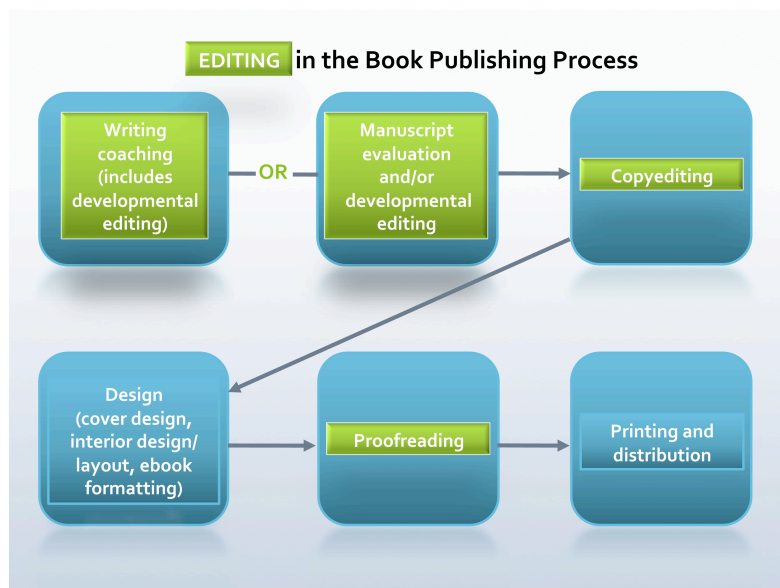 EDITING in the Book Publishing Process
Writing
coaching
(includes
developmental
editing)
OR
Manuscript
evaluation
and/or
developmental
editing
Copyediting
Design
(cover design,
interior design/
layout, ebook
formatting)
Proofreading
Printing and
distribution